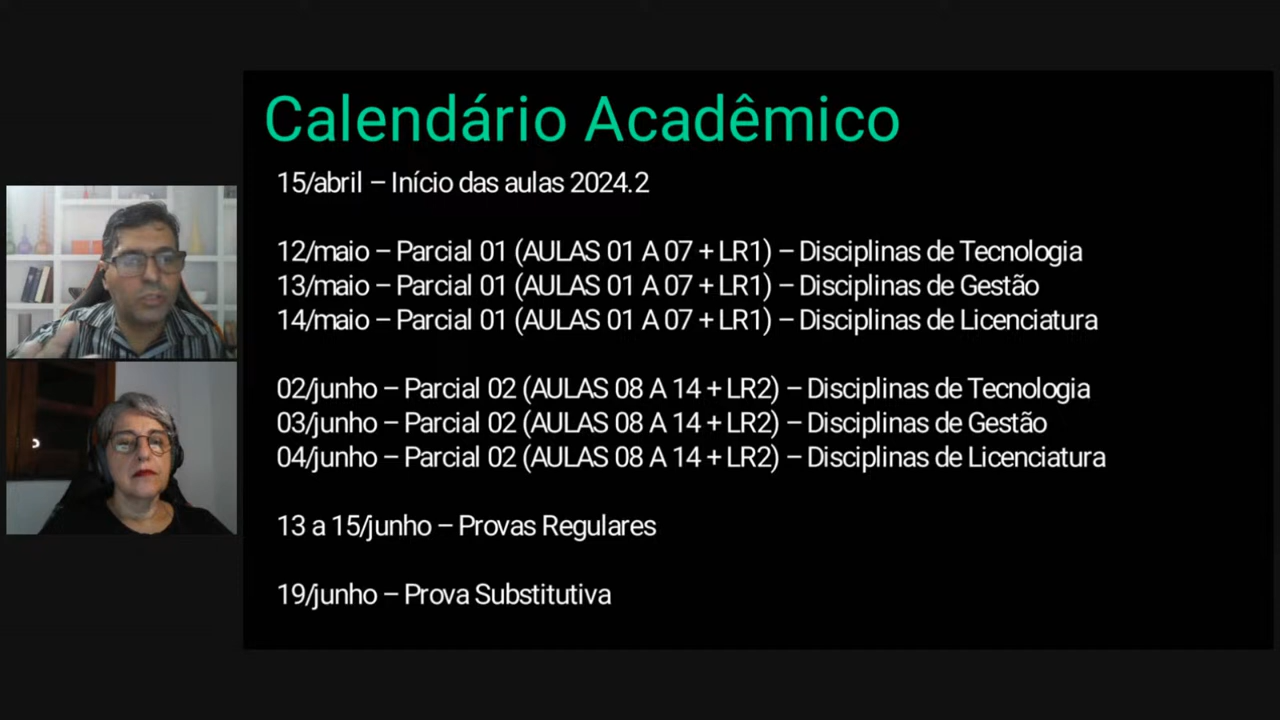 Calendário Acadêmico
15/abril – Início das aulas 2024.2
12/maio – Parcial 01 (AULAS 01 A 07 + LR1) – Disciplinas de Tecnologia
13/maio – Parcial 01 (AULAS 01 A 07 + LR1) – Disciplinas de Gestão
14/maio – Parcial 01 (AULAS 01 A 07 + LR1) – Disciplinas de Licenciatura
02/junho – Parcial 02 (AULAS 08 A 14 + LR2) – Disciplinas de Tecnologia
03/junho – Parcial 02 (AULAS 08 A 14 + LR2) – Disciplinas de Gestão
04/junho – Parcial 02 (AULAS 08 A 14 + LR2) – Disciplinas de Licenciatura
13 a 15/junho – Provas Regulares
19/junho – Prova Substitutiva